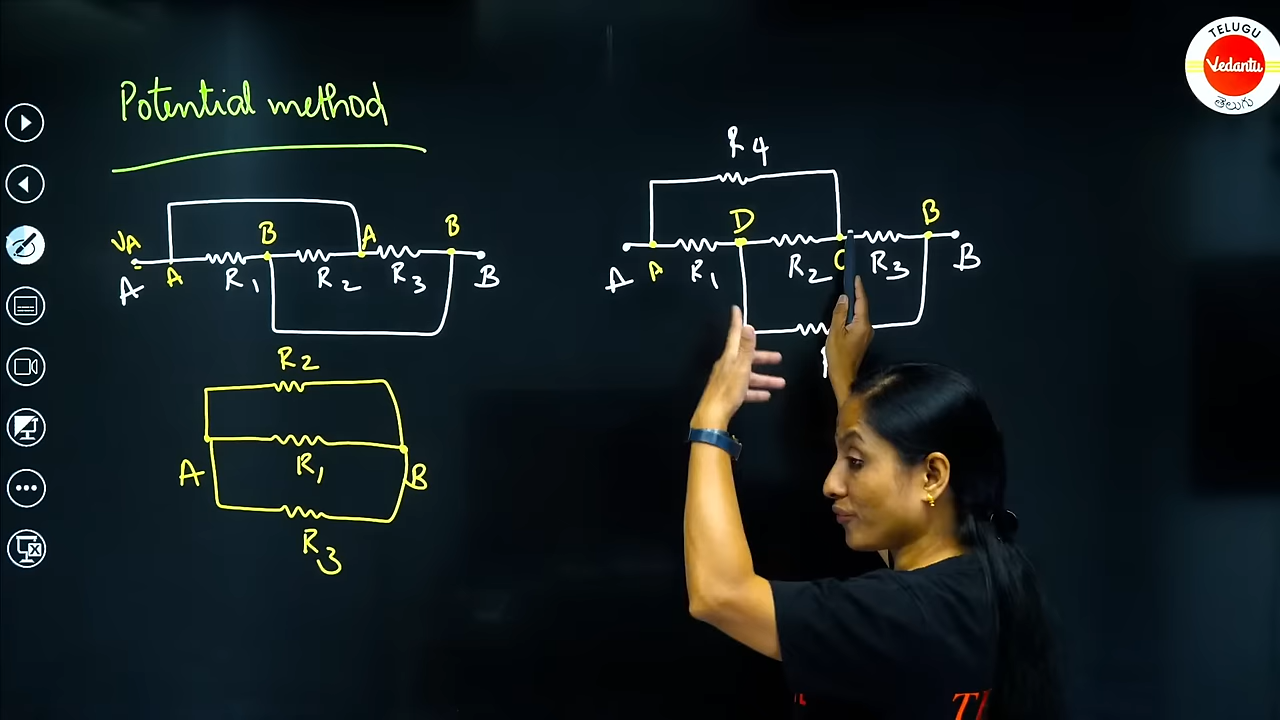 TELUGU
Vedantu
తెలుగు
Potential method
R4
VA
B
A
B
A
A
R1
R2
R3
B
D
B
A
A
R1
R2
C
R3
B
R2
R1
A
B
R3